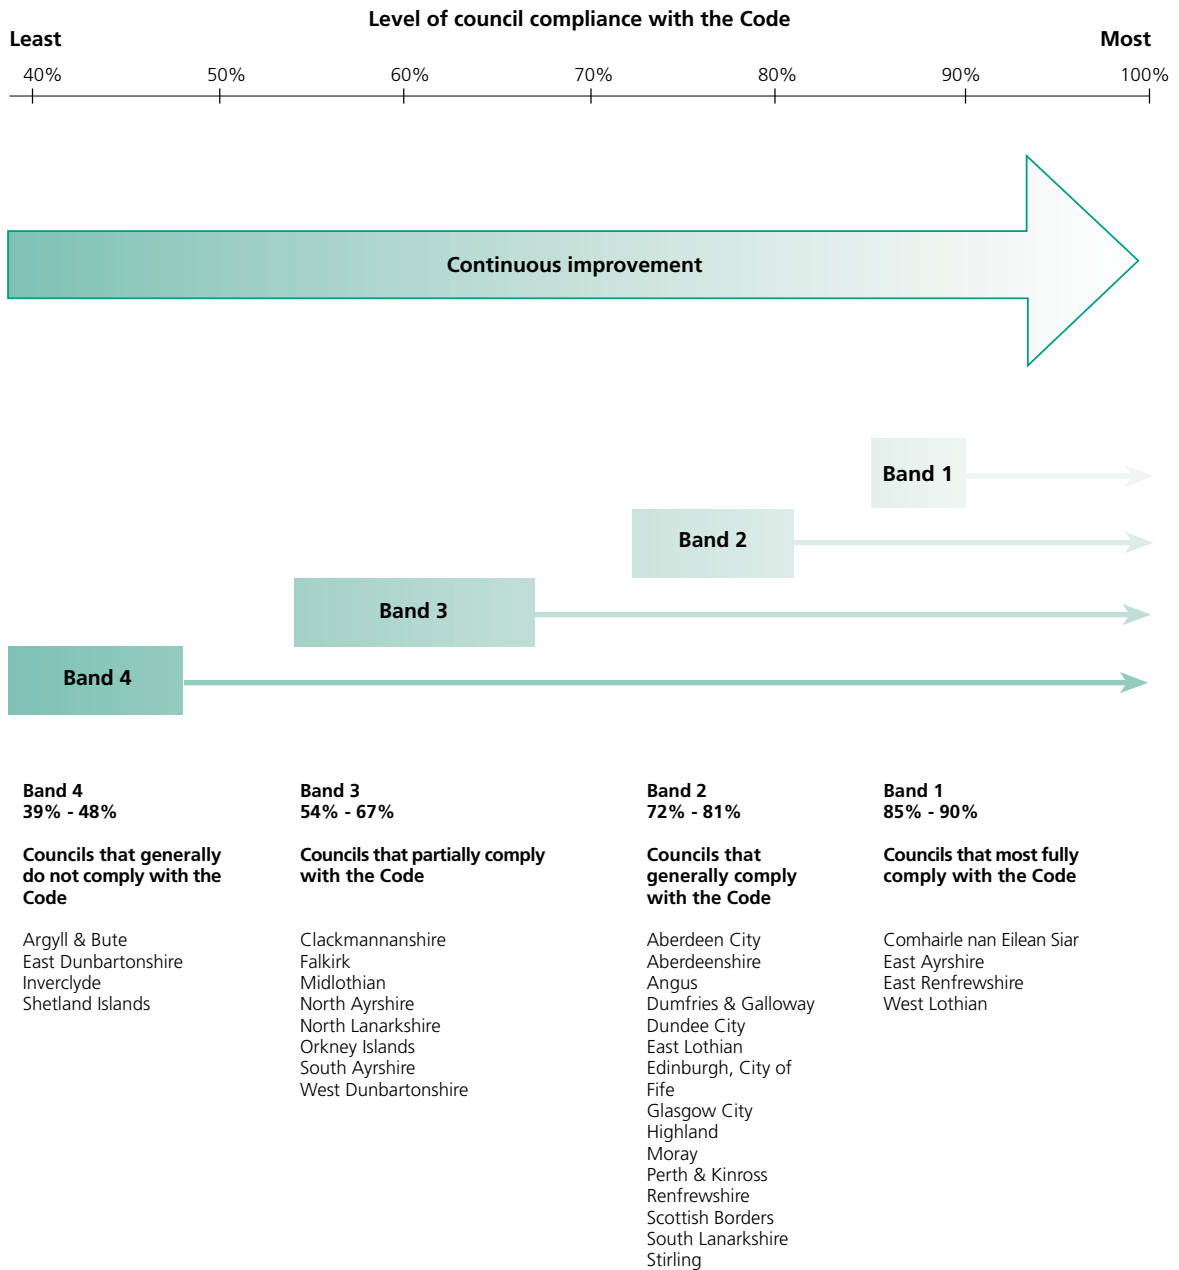 Level of council compliance with the Code
Least
Most
40%
50%
60%
70%
80%
90%
100%
Continuous improvement
Band 1
Band 2
Band 3
Band 4
Band 4
39% - 48%
Councils that generally
do not comply with the
Code
Argyll & Bute
East Dunbartonshire
Inverclyde
Shetland Islands
Band 3
54% - 67%
Councils that partially comply
with the Code
Clackmannanshire
Falkirk
Midlothian
North Ayrshire
North Lanarkshire
Orkney Islands
South Ayrshire
West Dunbartonshire
Band 2
72% - 81%
Councils that
generally comply
with the Code
Aberdeen City
Aberdeenshire
Angus
Dumfries & Galloway
Dundee City
East Lothian
Edinburgh, City of
Fife
Glasgow City
Highland
Moray
Perth & Kinross
Renfrewshire
Scottish Borders
South Lanarkshire
Stirling
Band 1
85% - 90%
Councils that most fully
comply with the Code
Comhairle nan Eilean Siar
East Ayrshire
East Renfrewshire
West Lothian